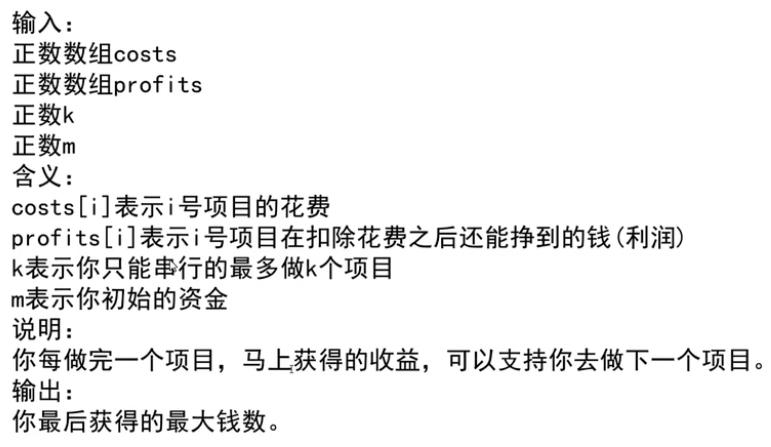 输入：
正数数组costs
正数数组profits
正数k
正数m
含义：
costs[i]表示i号项目的花费
profits[i]表示i号项目在扣除花费之后还能挣到的钱(利润)
k表示你只能串行的最多做k个项目
m表示你初始的资金
说明：
你每做完一个项目，马上获得的收益，可以支持你去做下一个项目。
输出：
你最后获得的最大钱数。